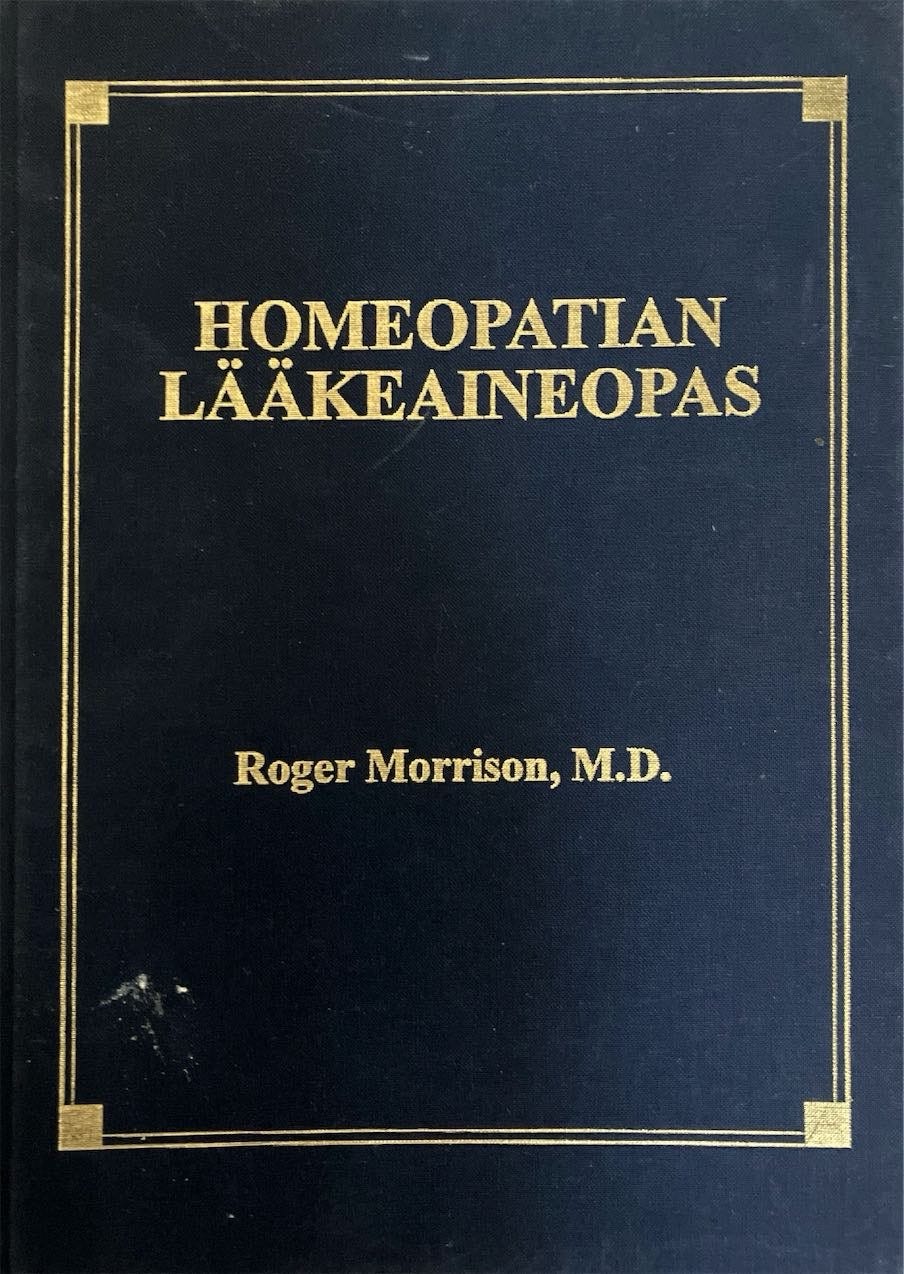 HOMEOPATIAN
LÄÄKEAINEOPAS
Roger Morrison, M.D.